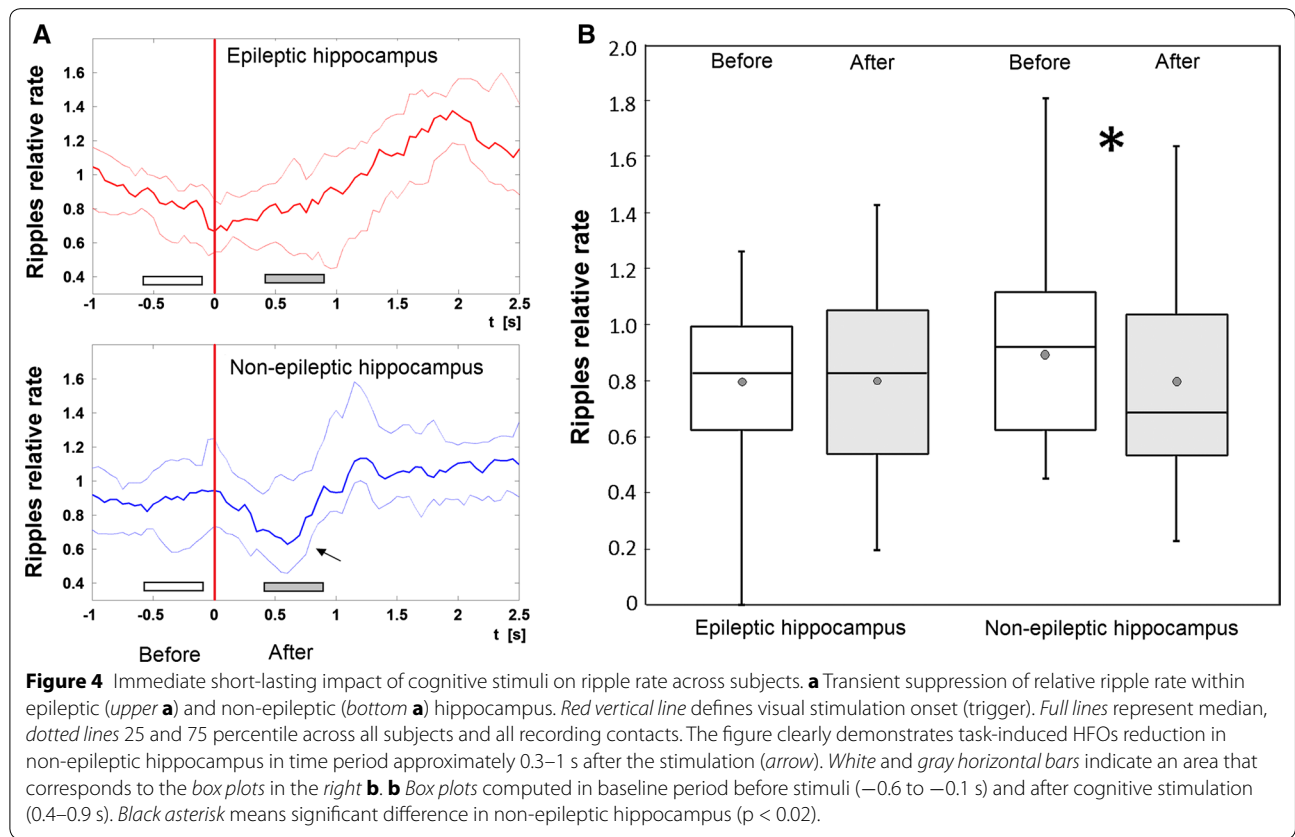 A
Epileptic hippocampus
Ripples relative rate
1.6
1.4
1.2
1
0.8
0.6
0.4
-1 -0.5 0 0.5 1 1.5 2 2.5
t [s]
Non-epileptic hippocampus
Ripples relative rate
1.6
1.4
1.2
1
0.8
0.6
0.4
-1 -0.5 0 0.5 1 1.5 2 2.5
t [s]
Before After
B
Before After Before After
*
Ripples relative rate
2.0
1.8
1.6
1.4
1.2
1.0
0.8
0.6
0.4
0.2
0
Epileptic hippocampus Non-epileptic hippocampus
Figure 4 Immediate short-lasting impact of cognitive stimuli on ripple rate across subjects. a Transient suppression of relative ripple rate within
epileptic (upper a) and non-epileptic (bottom a) hippocampus. Red vertical line defines visual stimulation onset (trigger). Full lines represent median,
dotted lines 25 and 75 percentile across all subjects and all recording contacts. The figure clearly demonstrates task-induced HFOs reduction in
non-epileptic hippocampus in time period approximately 0.3–1 s after the stimulation (arrow). White and gray horizontal bars indicate an area that
corresponds to the box plots in the right b. b Box plots computed in baseline period before stimuli (−0.6 to −0.1 s) and after cognitive stimulation
(0.4–0.9 s). Black asterisk means significant difference in non-epileptic hippocampus (p < 0.02).